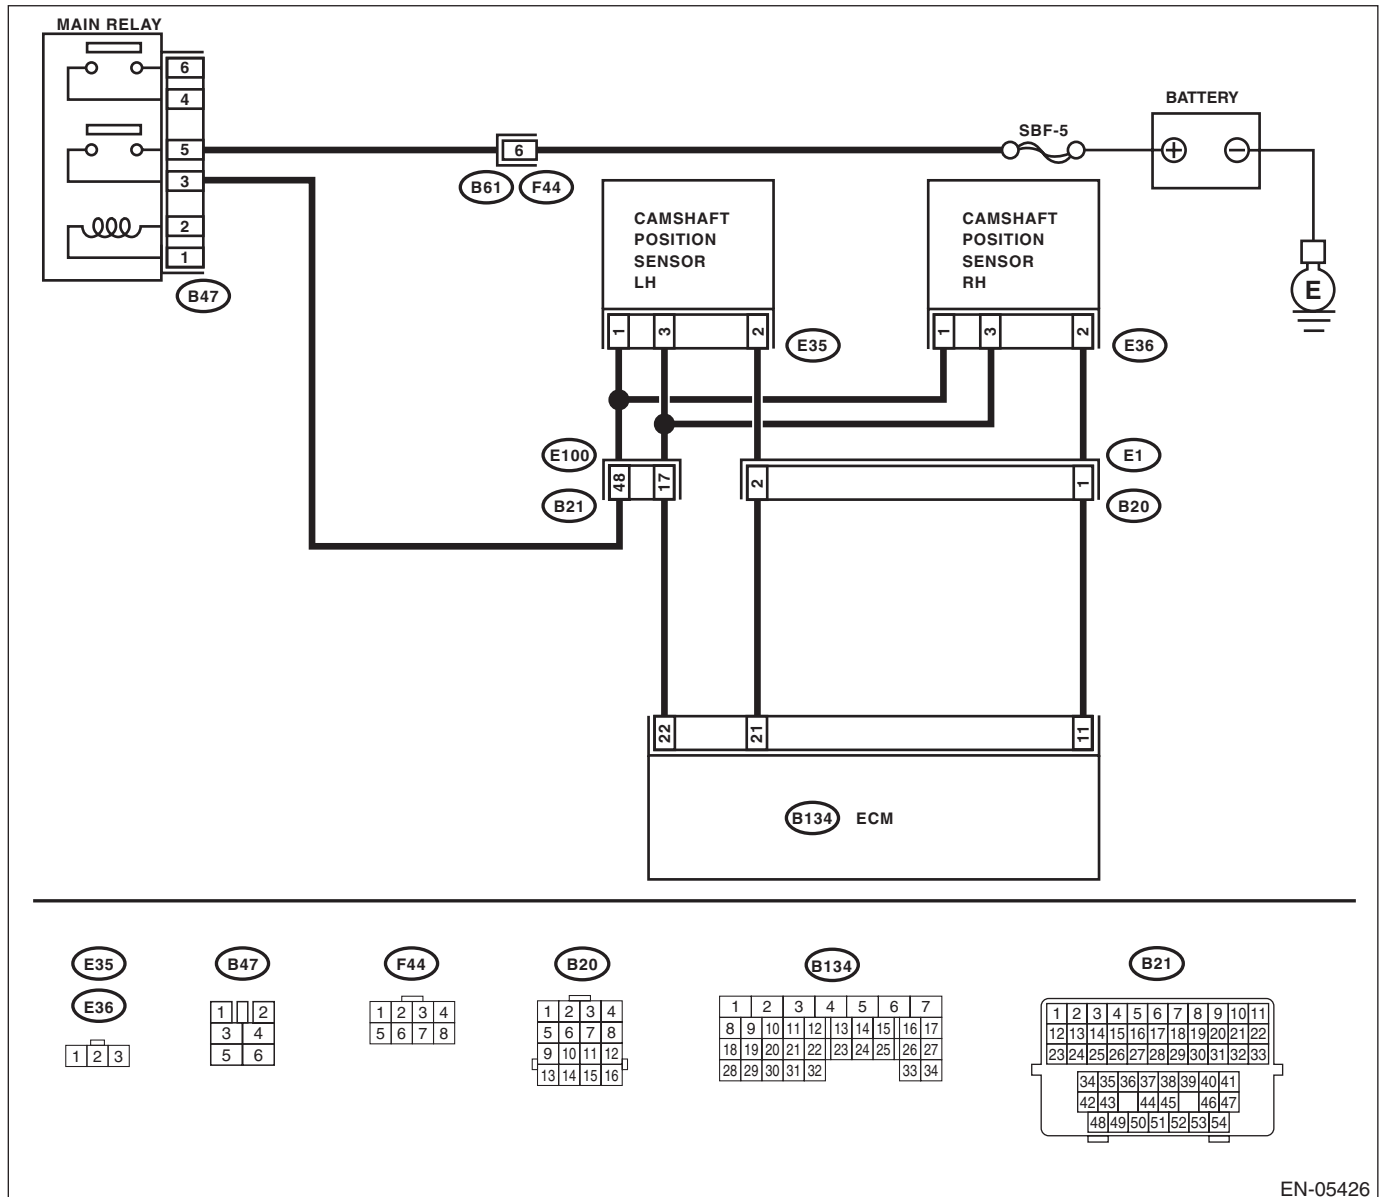 MAIN RELAY
6
4
5
3
2
1
B47
6
B61 F44
SBF-5
BATTERY
E
CAMSHAFT
POSITION
SENSOR
LH
1 3 2
E35
CAMSHAFT
POSITION
SENSOR
RH
1 3 2
E36
E100
48 17
B21
2 1
E1
B20
22 21 11
B134 ECM
E35
E36
1 2 3
B47
1 2
3 4
5 6
F44
1 2 3 4
5 6 7 8
B20
1 2 3 4
5 6 7 8
9 10 11 12
13 14 15 16
B134
1 2 3 4 5 6 7
8 9 10 11 12 13 14 15 16 17
18 19 20 21 22 23 24 25 26 27
28 29 30 31 32 33 34
B21
1 2 3 4 5 6 7 8 9 10 11
12 13 14 15 16 17 18 19 20 21 22
23 24 25 26 27 28 29 30 31 32 33
34 35 36 37 38 39 40 41
42 43 44 45 46 47
48 49 50 51 52 53 54
EN-05426